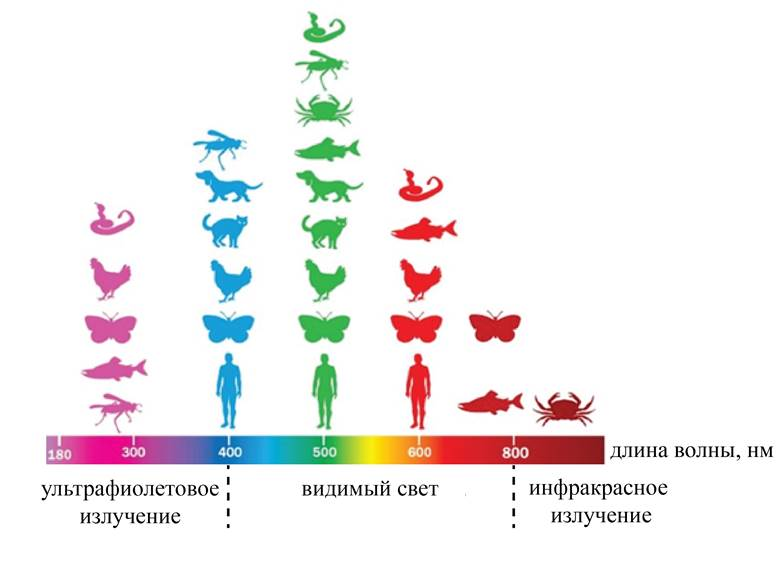 180 300 400 500 600 800 длина волны, нм
ультрафиолетовое видимый свет инфракрасное
излучение излучение